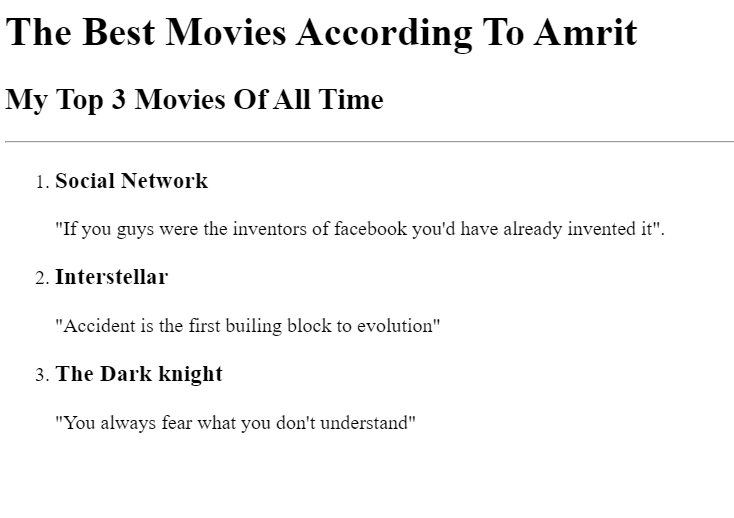 The Best Movies According To Amrit
My Top 3 Movies Of All Time
1. Social Network
"If you guys were the inventors of facebook you'd have already invented it".
2. Interstellar
"Accident is the first builing block to evolution"
3. The Dark knight
"You always fear what you don't understand"